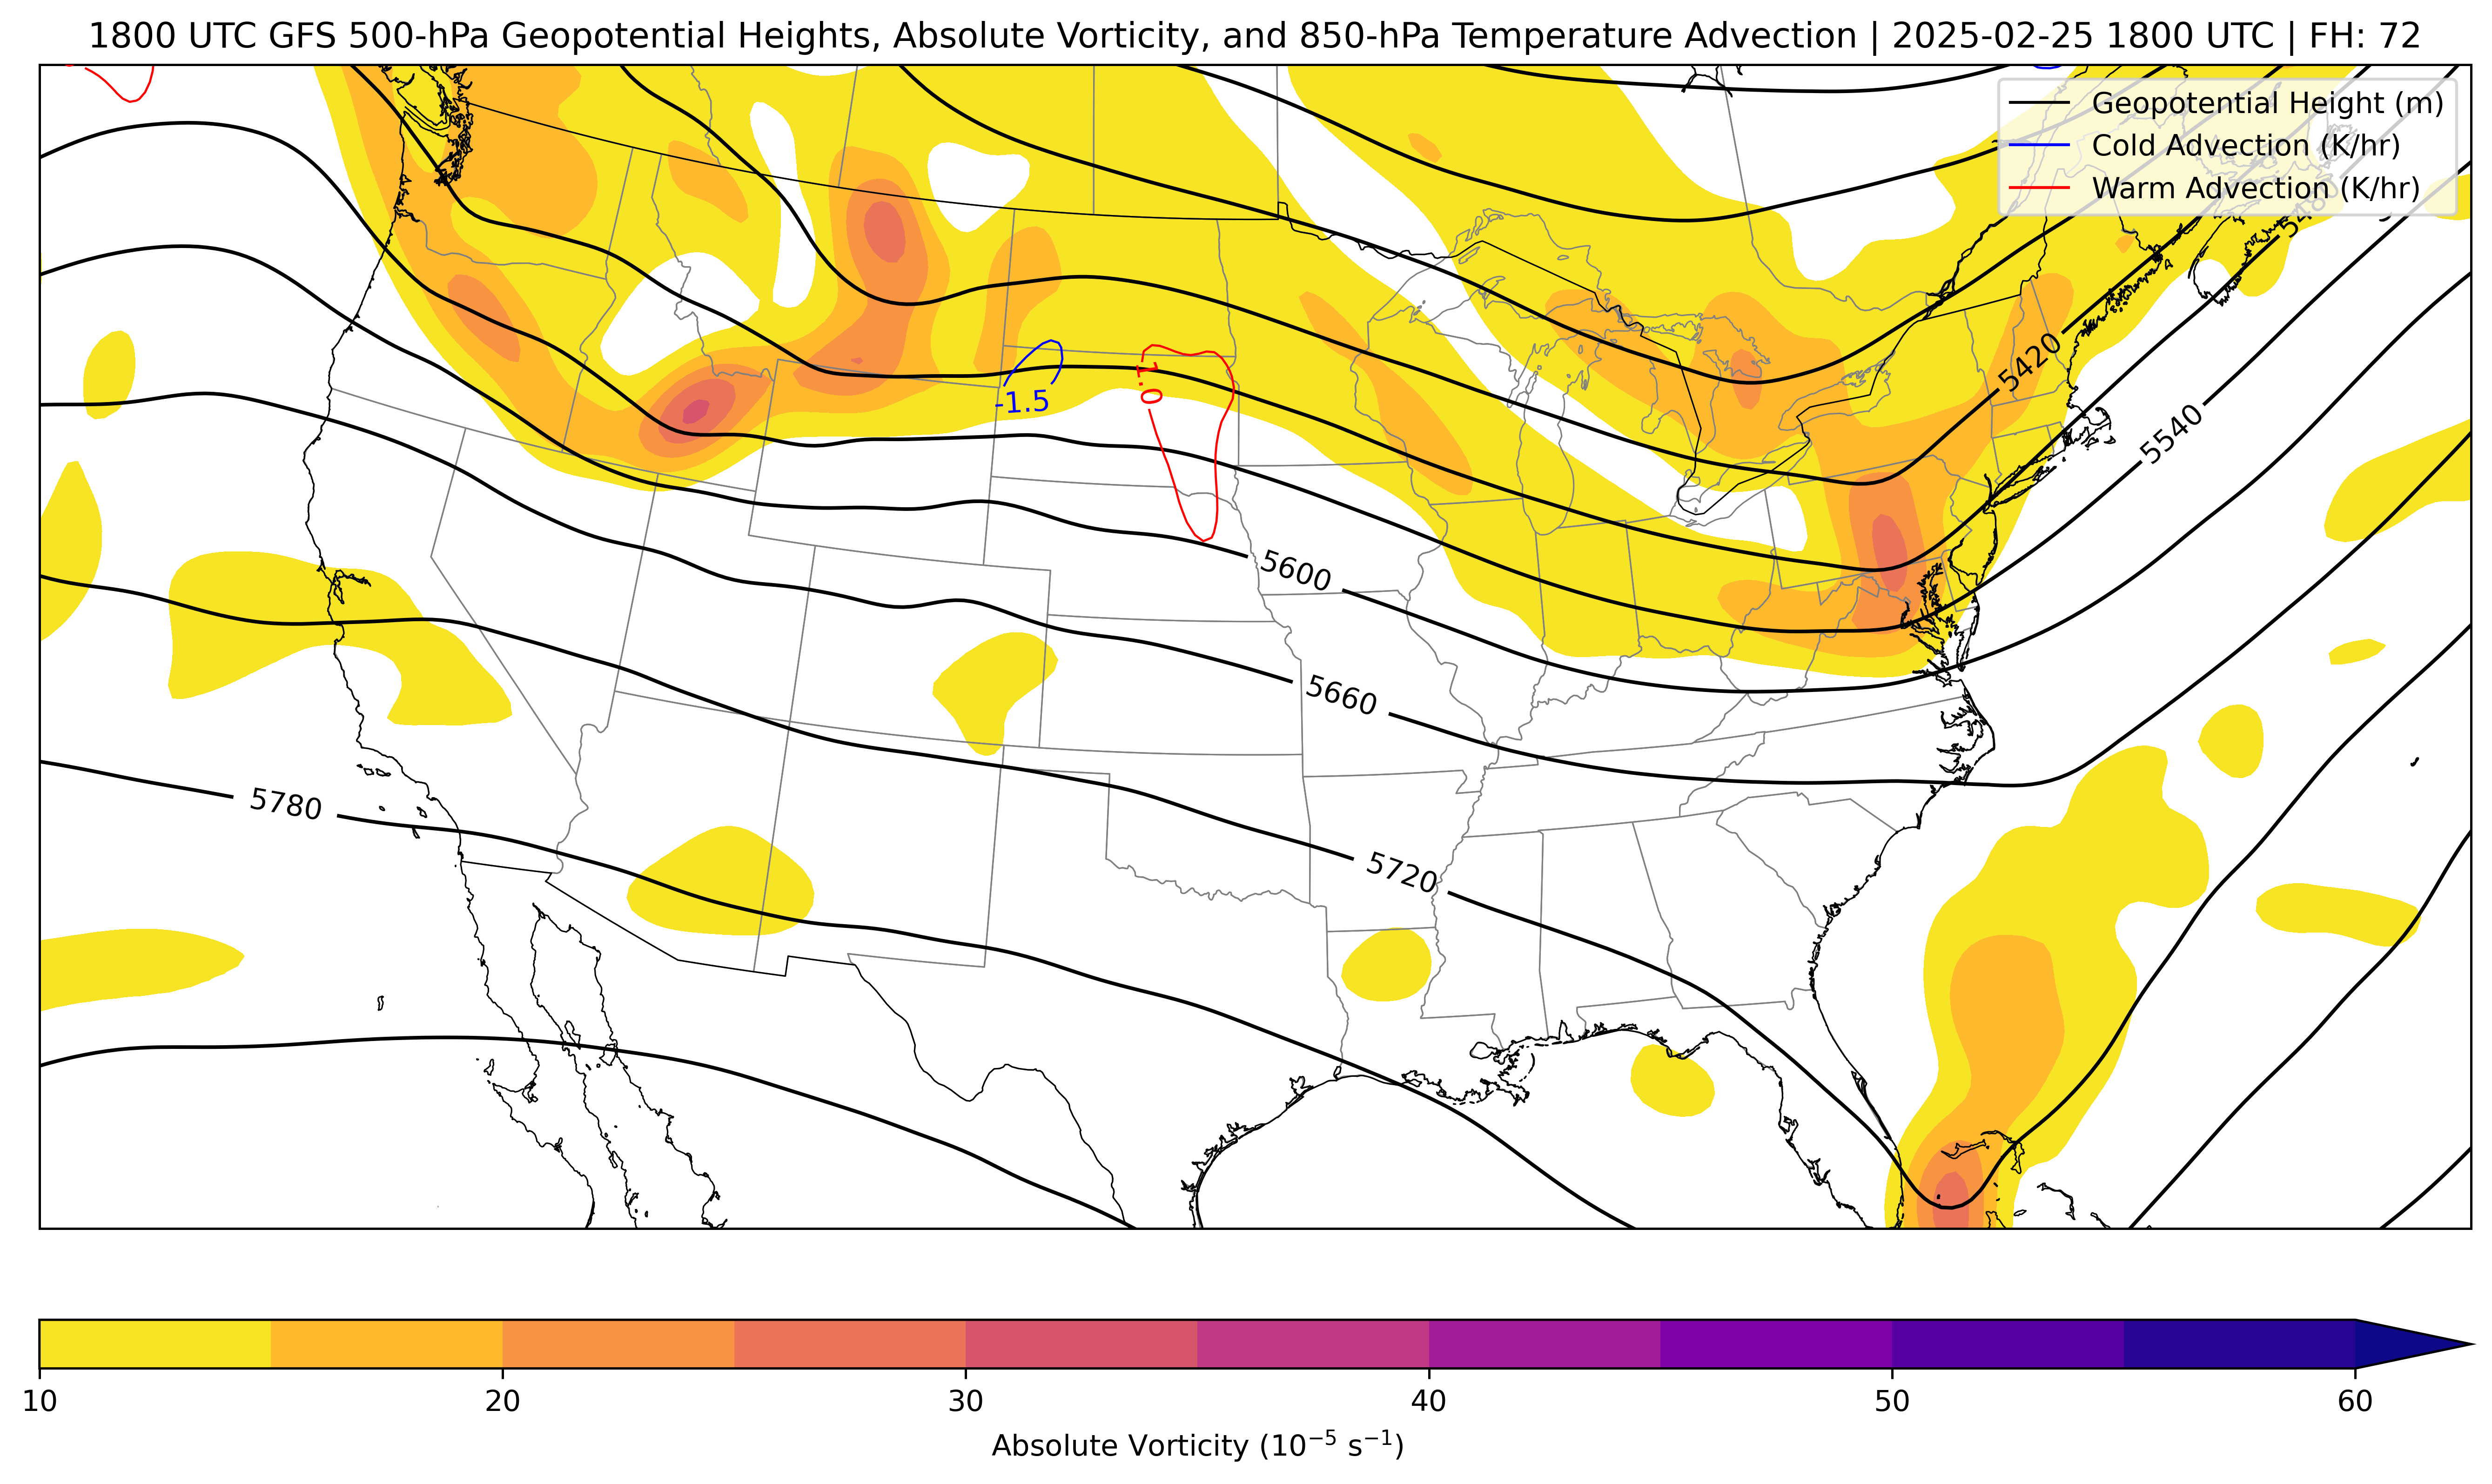 1800 UTC GFS 500-hPa Geopotential Heights, Absolute Vorticity, and 850-hPa Temperature Advection | 2025-02-25 1800 UTC | FH: 72
Geopotential Height (m)
Cold Advection (K/hr)
Warm Advection (K/hr)
5420
1.0
-1.5
5540
5600
5660
5780
5720
10
20
30
40
50
60
Absolute Vorticity (10⁻⁵ s⁻¹)